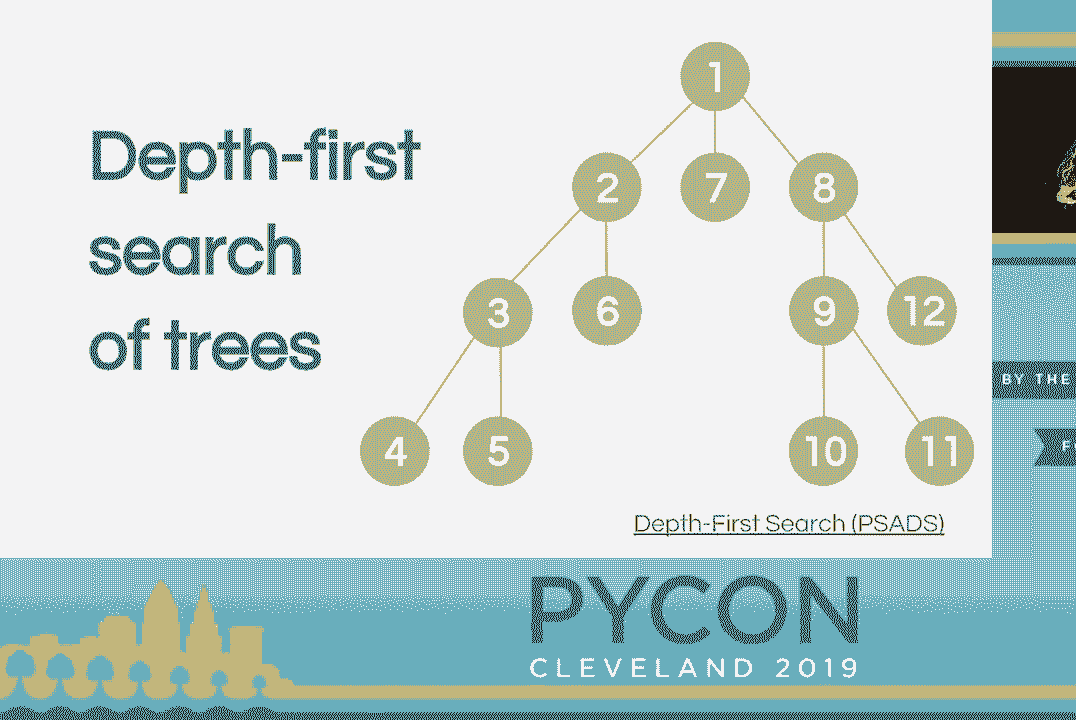 Depth-first
search
of trees
1
2
7
8
3
6
9
12
4
5
10
11
Depth-First Search (PSADS)
BY THE
PYCON
CLEVELAND 2019